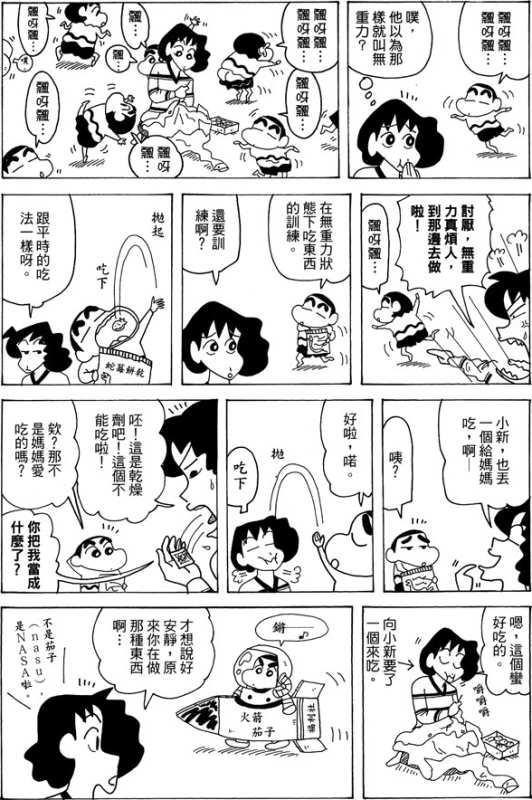 噗,
他以為那
樣就叫無
重力?
飄呀飄…
飄呀飄…
飄呀飄…
飄呀飄…
飄呀飄…
飄…
飄呀飄…
飄呀飄…
飄呀飄…
飄…
飄呀飄…
討厭,無重
力真煩人,
到那邊去做
啦!
飄呀飄…
在無重力狀
態下吃東西
的訓練。
還要訓
練啊?
拋起
吃下
蛇莓餅乾
跟平時的吃
法一樣呀。
小新,也丟
一個給媽媽
吃,啊—
咦?
好啦,喏。
拋
吃下
呸!這是乾燥
劑吧!這個不
能吃啦!
欸?那不
是媽媽愛
吃的嗎?
你把我當成
什麼了?
嗯,這個蠻
好吃的。
嚼嚼嚼
向小新要了
一個來吃。
鏘—
火箭
茄子
才想說好
安靜,原
來你在做
那種東西
啊…
不是茄子
(nasu),
是NASA啦。